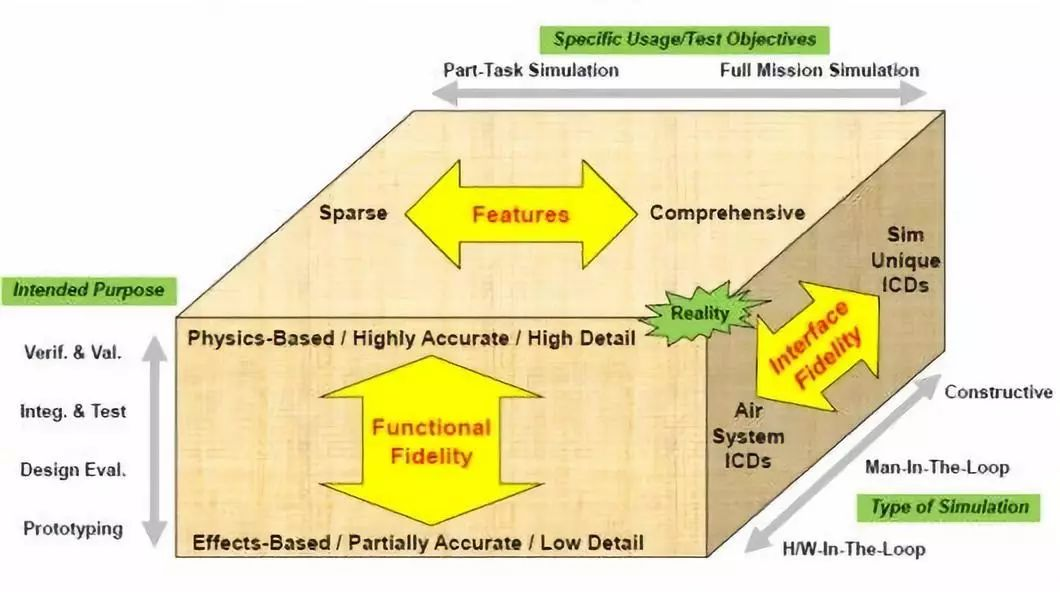 Specific Usage/Test Objectives
Part-Task Simulation
Full Mission Simulation
Sparse
Features
Comprehensive
Sim
Unique
ICDs
Intended Purpose
Reality
Physics-Based / Highly Accurate / High Detail
Verif. & Val.
Interface
Fidelity
Constructive
Integ. & Test
Air
System
ICDs
Functional
Fidelity
Design Eval.
Man-In-The-Loop
Type of Simulation
Prototyping
Effects-Based / Partially Accurate / Low Detail
H/W-In-The-Loop